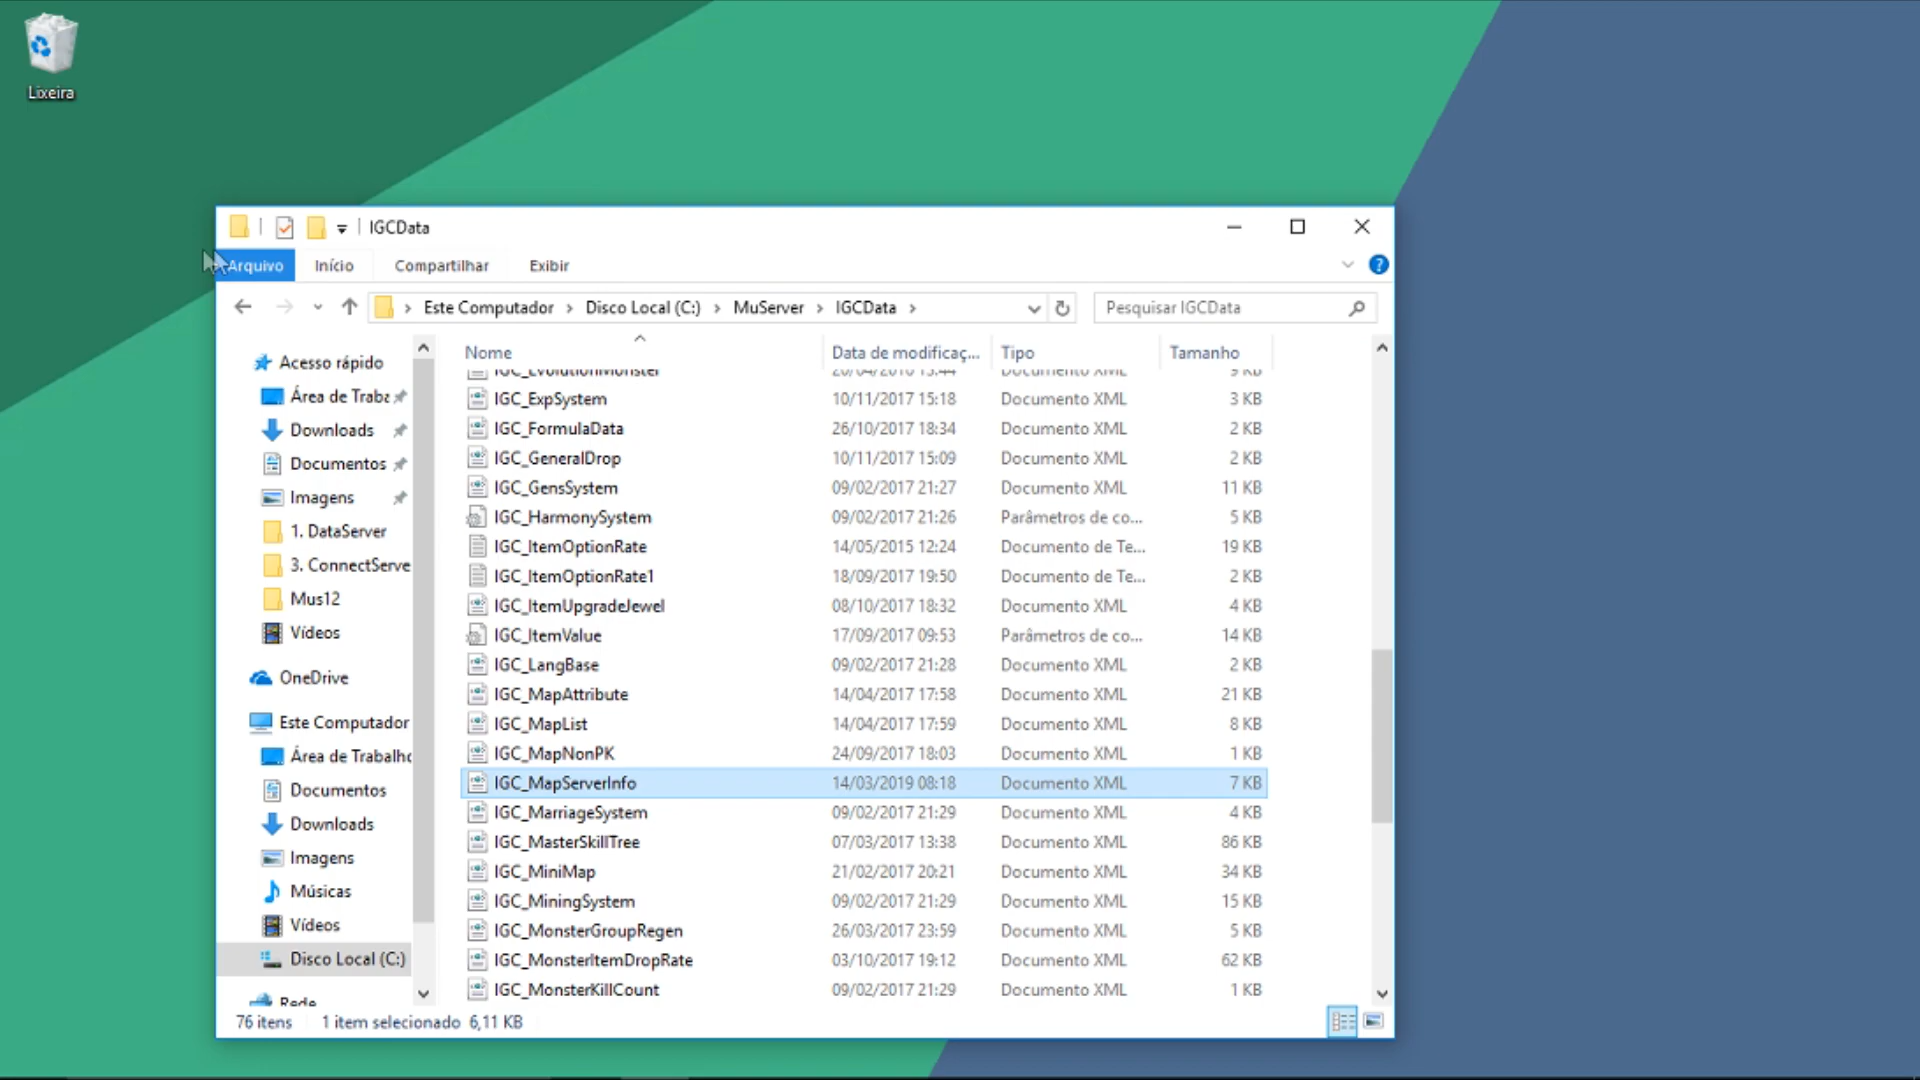 Lixeira
IGCData
Arquivo Início Compartilhar Exibir
Este Computador Disco Local (C:) MuServer IGCData
Pesquisar IGCData
Acesso rápido
Área de Traba
Downloads
Documentos
Imagens
1. DataServer
3. ConnectServe
Mus12
Vídeos
OneDrive
Este Computador
Área de Trabalho
Documentos
Downloads
Imagens
Músicas
Vídeos
Disco Local (C:)
Rede
Nome Data de modificaç... Tipo Tamanho
IGC_EvolutionMonster 20/04/2016 15:44 Documento XML 9 KB
IGC_ExpSystem 10/11/2017 15:18 Documento XML 3 KB
IGC_FormulaData 26/10/2017 18:34 Documento XML 2 KB
IGC_GeneralDrop 10/11/2017 15:09 Documento XML 2 KB
IGC_GensSystem 09/02/2017 21:27 Documento XML 11 KB
IGC_HarmonySystem 09/02/2017 21:26 Parâmetros de co... 5 KB
IGC_ItemOptionRate 14/05/2015 12:24 Documento de Te... 19 KB
IGC_ItemOptionRate1 18/09/2017 19:50 Documento de Te... 2 KB
IGC_ItemUpgradeJewel 08/10/2017 18:32 Documento XML 4 KB
IGC_ItemValue 17/09/2017 09:53 Parâmetros de co... 14 KB
IGC_LangBase 09/02/2017 21:28 Documento XML 2 KB
IGC_MapAttribute 14/04/2017 17:58 Documento XML 21 KB
IGC_MapList 14/04/2017 17:59 Documento XML 8 KB
IGC_MapNonPK 24/09/2017 18:03 Documento XML 1 KB
IGC_MapServerInfo 14/03/2019 08:18 Documento XML 7 KB
IGC_MarriageSystem 09/02/2017 21:29 Documento XML 4 KB
IGC_MasterSkillTree 07/03/2017 13:38 Documento XML 86 KB
IGC_MiniMap 21/02/2017 20:21 Documento XML 34 KB
IGC_MiningSystem 09/02/2017 21:29 Documento XML 15 KB
IGC_MonsterGroupRegen 26/03/2017 23:59 Documento XML 5 KB
IGC_MonsterItemDropRate 03/10/2017 19:12 Documento XML 62 KB
IGC_MonsterKillCount 09/02/2017 21:29 Documento XML 1 KB
76 itens 1 item selecionado 6,11 KB